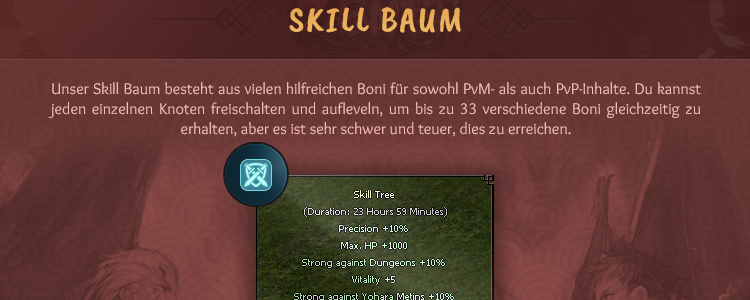 SKILL BAUM
Unser Skill Baum besteht aus vielen hilfreichen Boni für sowohl PvM- als auch PvP-Inhalte. Du kannst
jeden einzelnen Knoten freischalten und aufleveln, um bis zu 33 verschiedene Boni gleichzeitig zu
erhalten, aber es ist sehr schwer und teuer, dies zu erreichen.
Skill Tree
(Duration: 23 Hours 59 Minutes)
Precision +10%
Max. HP +1000
Strong against Dungeons +10%
Vitality +5
Strong against Yohara Metins +10%